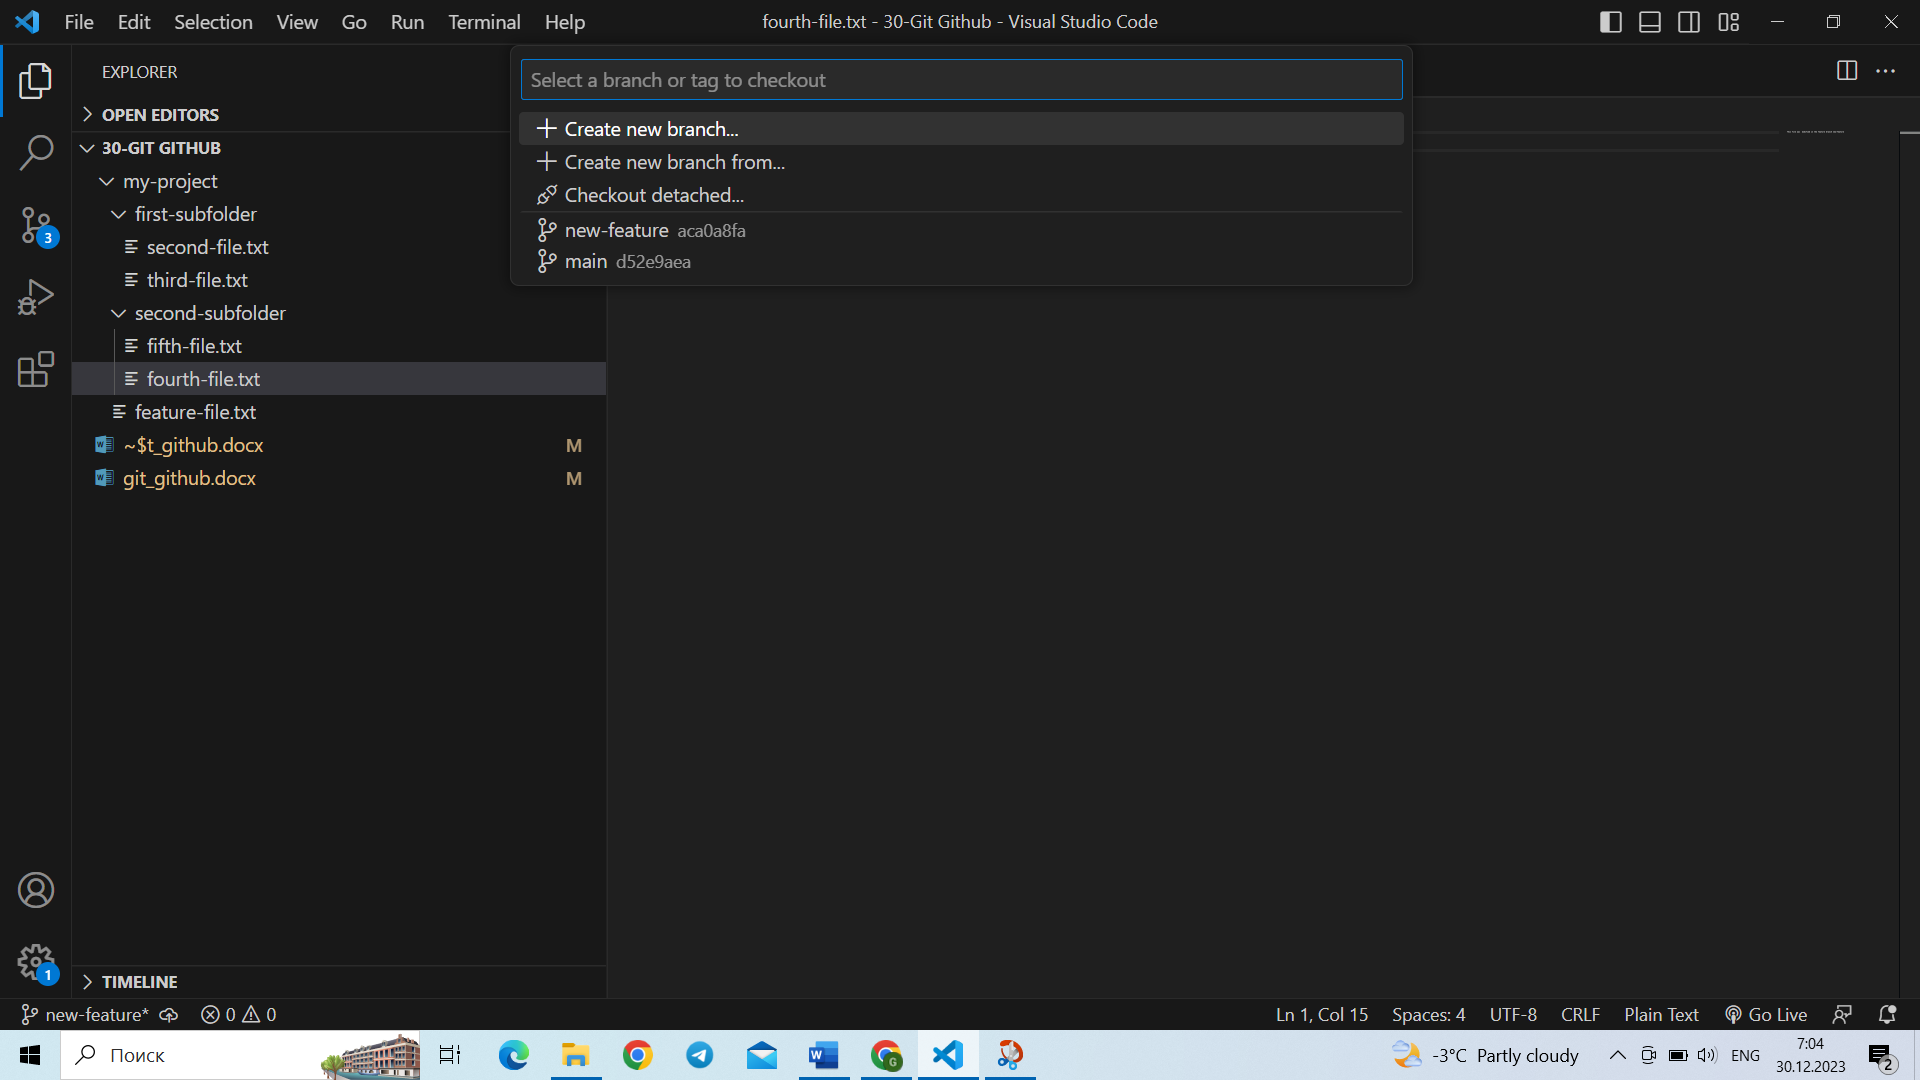 File Edit Selection View Go Run Terminal Help
fourth-file.txt - 30-Git Github - Visual Studio Code
EXPLORER
OPEN EDITORS
30-GIT GITHUB
my-project
first-subfolder
second-file.txt
third-file.txt
second-subfolder
fifth-file.txt
fourth-file.txt
feature-file.txt
~$t_github.docx M
git_github.docx M
TIMELINE
3
1
Select a branch or tag to checkout
Create new branch...
Create new branch from...
Checkout detached...
new-feature aca0a8fa
main d52e9aea
new-feature* 0 0
Ln 1, Col 15 Spaces: 4 UTF-8 CRLF Plain Text Go Live
Поиск
W
G
-3°C Partly cloudy
ENG
7:04
30.12.2023
2